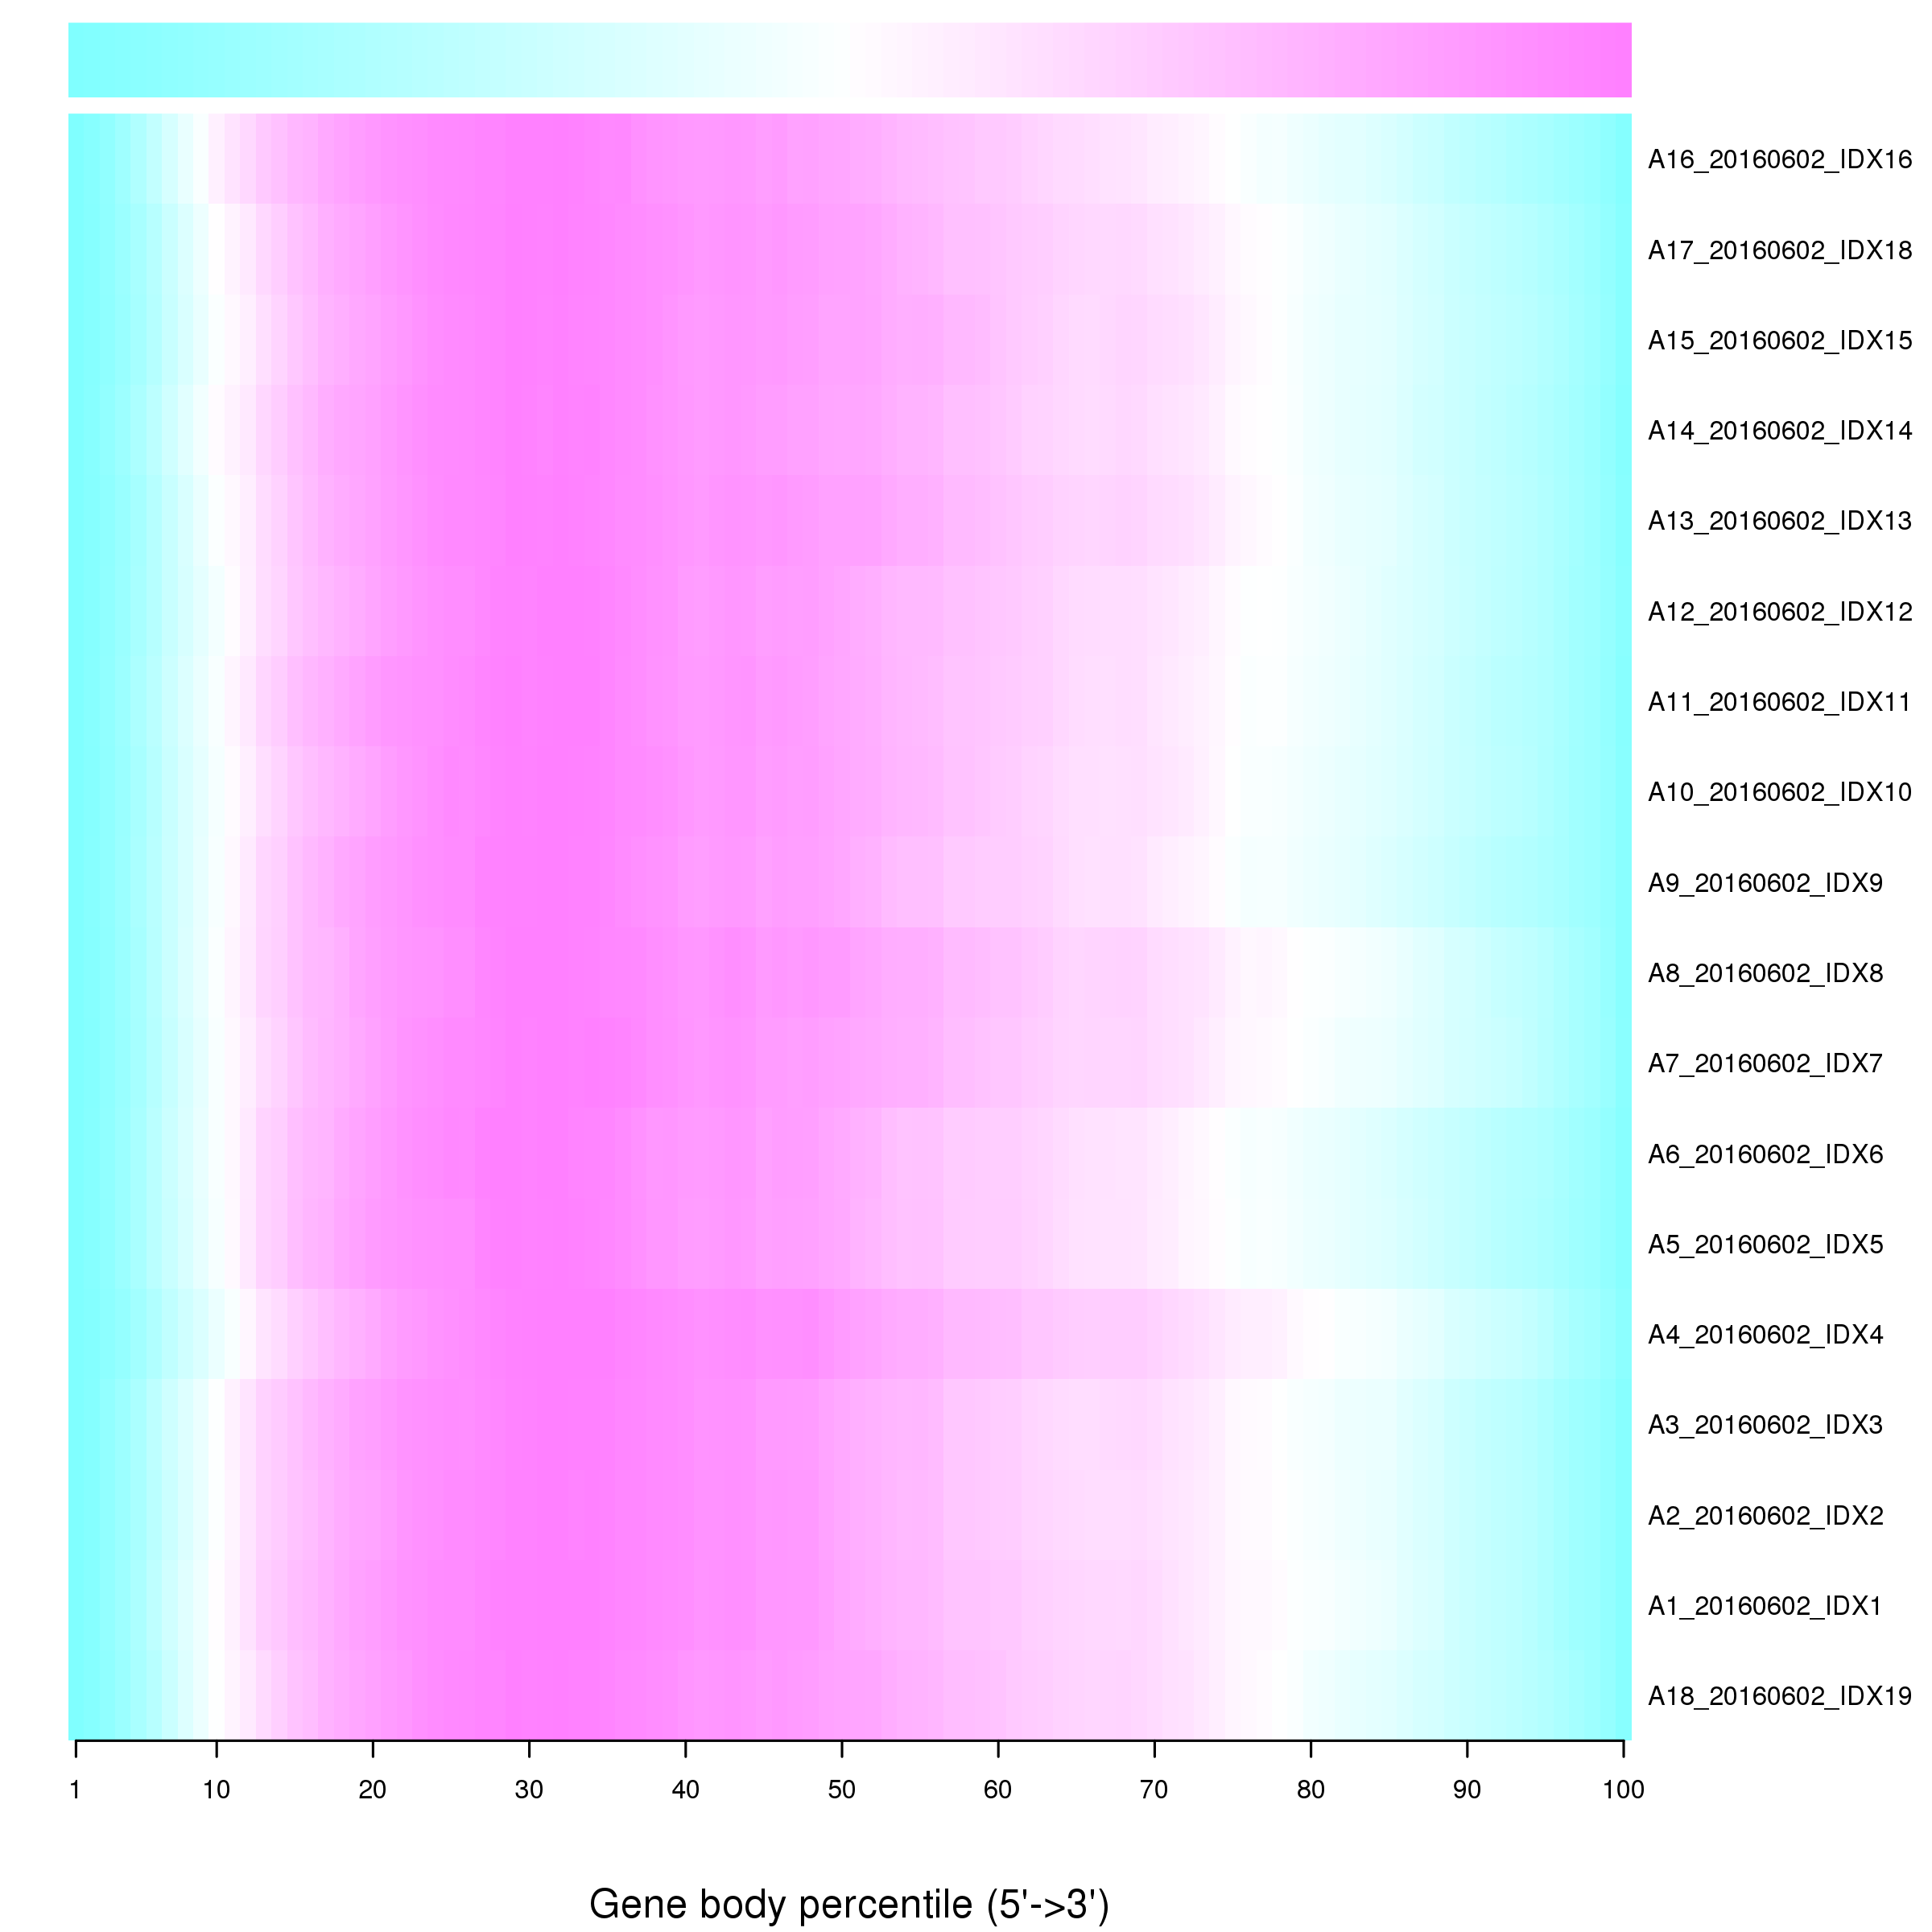 A16_20160602_IDX16
A17_20160602_IDX18
A15_20160602_IDX15
A14_20160602_IDX14
A13_20160602_IDX13
A12_20160602_IDX12
A11_20160602_IDX11
A10_20160602_IDX10
A9_20160602_IDX9
A8_20160602_IDX8
A7_20160602_IDX7
A6_20160602_IDX6
A5_20160602_IDX5
A4_20160602_IDX4
A3_20160602_IDX3
A2_20160602_IDX2
A1_20160602_IDX1
A18_20160602_IDX19
1 10 20 30 40 50 60 70 80 90 100
Gene body percentile (5'->3')